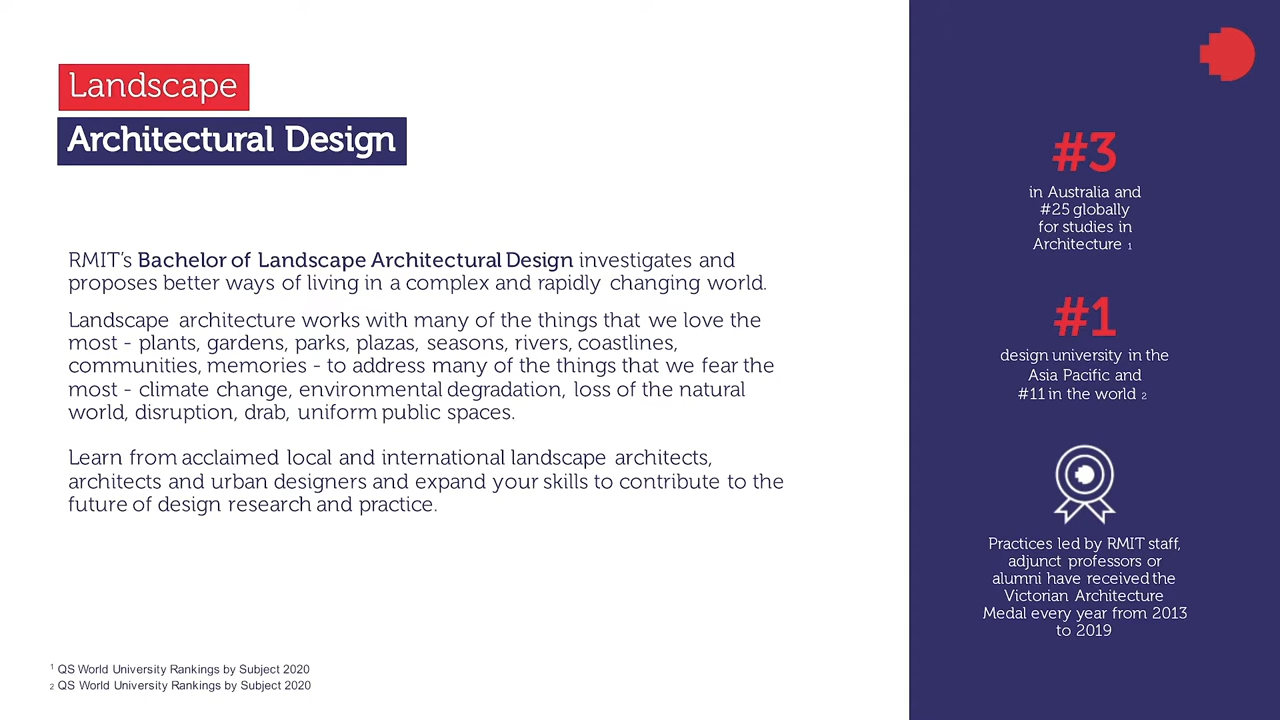 Landscape
Architectural Design
RMIT’s Bachelor of Landscape Architectural Design investigates and
proposes better ways of living in a complex and rapidly changing world.
Landscape architecture works with many of the things that we love the
most - plants, gardens, parks, plazas, seasons, rivers, coastlines,
communities, memories - to address many of the things that we fear the
most - climate change, environmental degradation, loss of the natural
world, disruption, drab, uniform public spaces.
Learn from acclaimed local and international landscape architects,
architects and urban designers and expand your skills to contribute to the
future of design research and practice.
1 QS World University Rankings by Subject 2020
2 QS World University Rankings by Subject 2020
#3
in Australia and
#25 globally
for studies in
Architecture 1
#1
design university in the
Asia Pacific and
#11 in the world 2
Practices led by RMIT staff,
adjunct professors or
alumni have received the
Victorian Architecture
Medal every year from 2013
to 2019